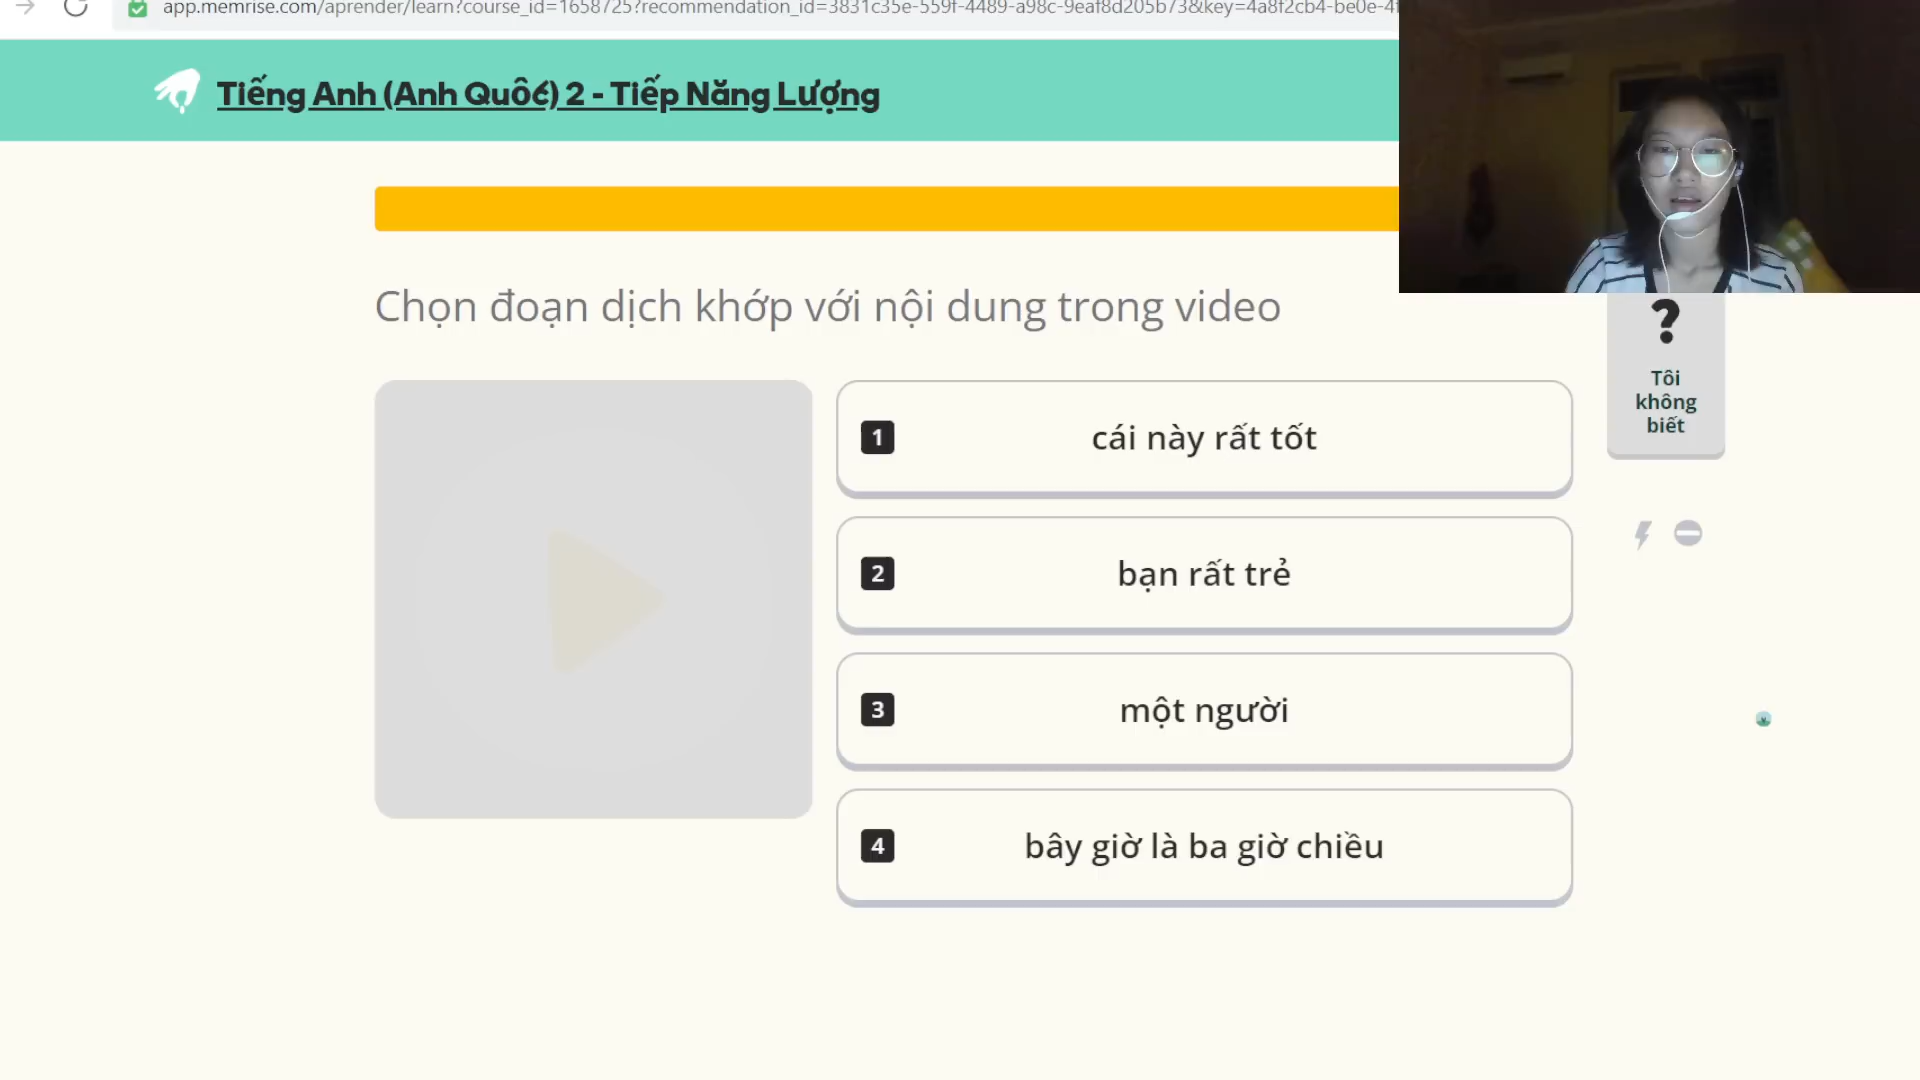 app.memrise.com/aprender/learn?course_id=1658725?recommendation_id=3831c35e-559f-4489-a98c-9eaf8d205b73&key=4a8f2cb4-be0e-4f
Tiếng Anh (Anh Quốc) 2 - Tiếp Năng Lượng
Chọn đoạn dịch khớp với nội dung trong video
?
Tôi
không
biết
1 cái này rất tốt
2 bạn rất trẻ
3 một người
4 bây giờ là ba giờ chiều